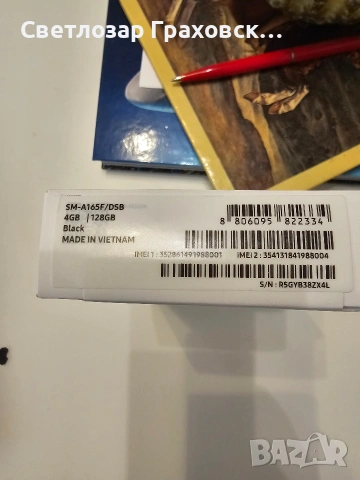 Светлозар Граховск...
SM-A165F/DSB
4GB | 128GB
Black
MADE IN VIETNAM
8 806095 822334
IMEI 1 : 352861491988001
IMEI 2 : 354131841988004
S/N : R5GYB38ZX4L
BAZAR